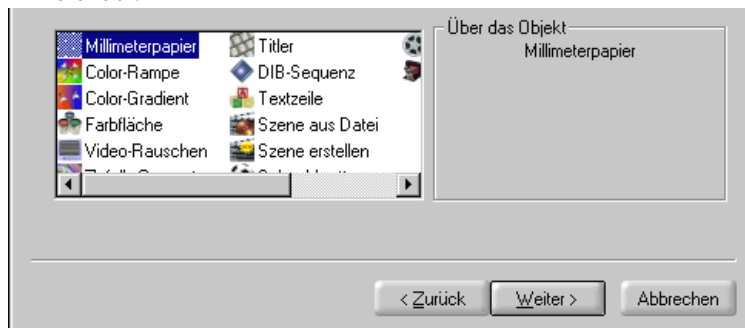 Millimeterpapier
Color-Rampe
Color-Gradient
Farbfläche
Video-Rauschen
Titler
DIB-Sequenz
Textzeile
Szene aus Datei
Szene erstellen
Über das Objekt
Millimeterpapier
< Zurück
Weiter >
Abbrechen